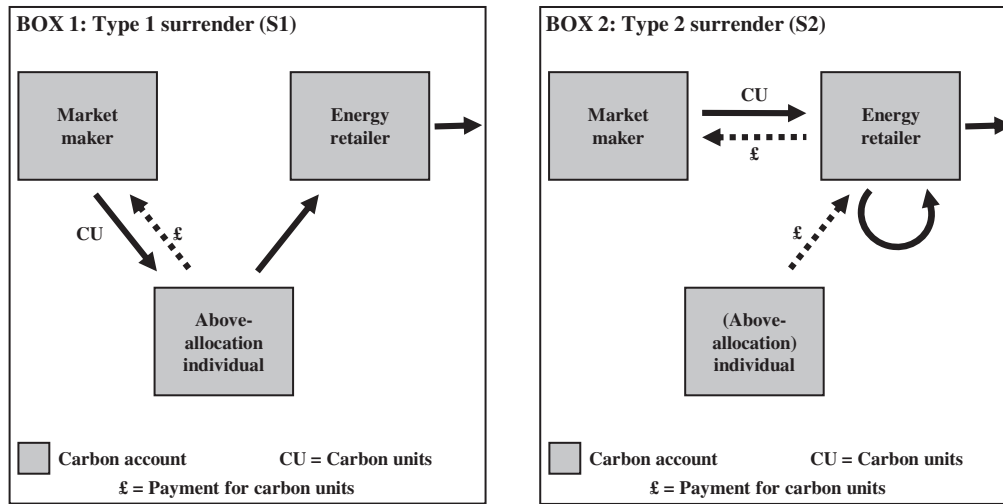 BOX 1: Type 1 surrender (S1)
Market
maker
Energy
retailer
CU
£
Above-
allocation
individual
Carbon account
CU = Carbon units
£ = Payment for carbon units
BOX 2: Type 2 surrender (S2)
Market
maker
CU
£
Energy
retailer
£
(Above-
allocation)
individual
Carbon account
CU = Carbon units
£ = Payment for carbon units